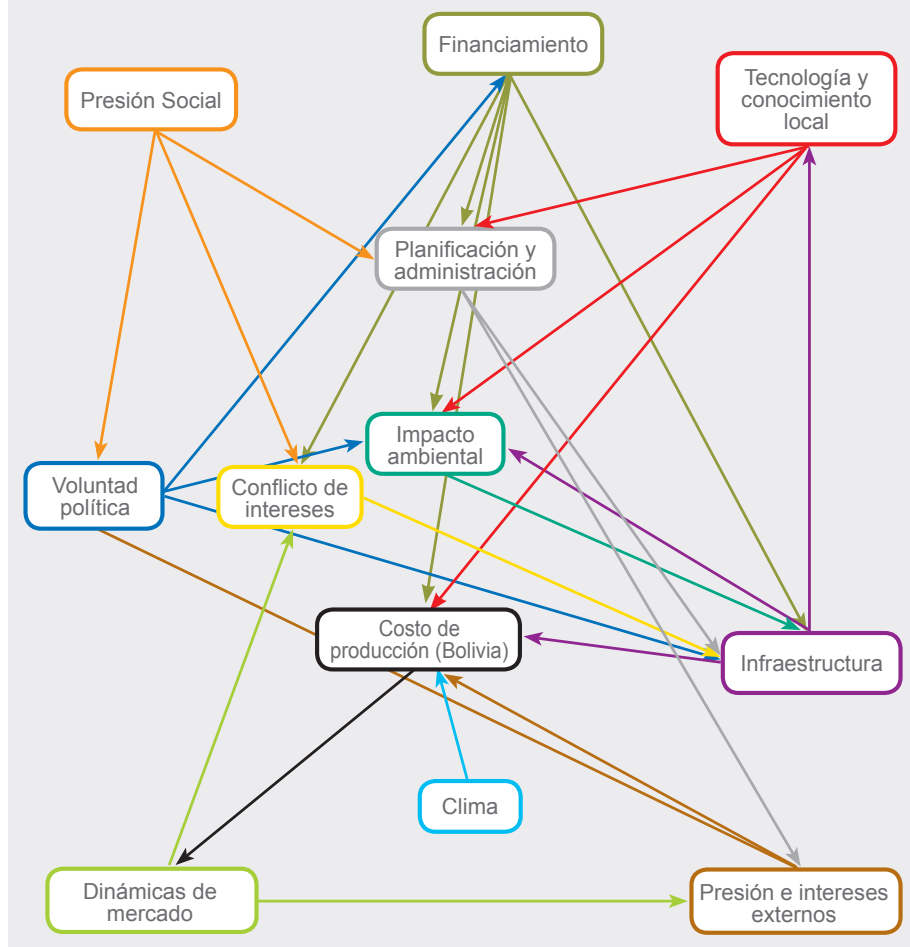 Financiamiento
Presión Social
Tecnología y
conocimiento
local
Planificación y
administración
Impacto
ambiental
Voluntad
política
Conflicto de
intereses
Costo de
producción (Bolivia)
Infraestructura
Clima
Dinámicas de
mercado
Presión e intereses
externos